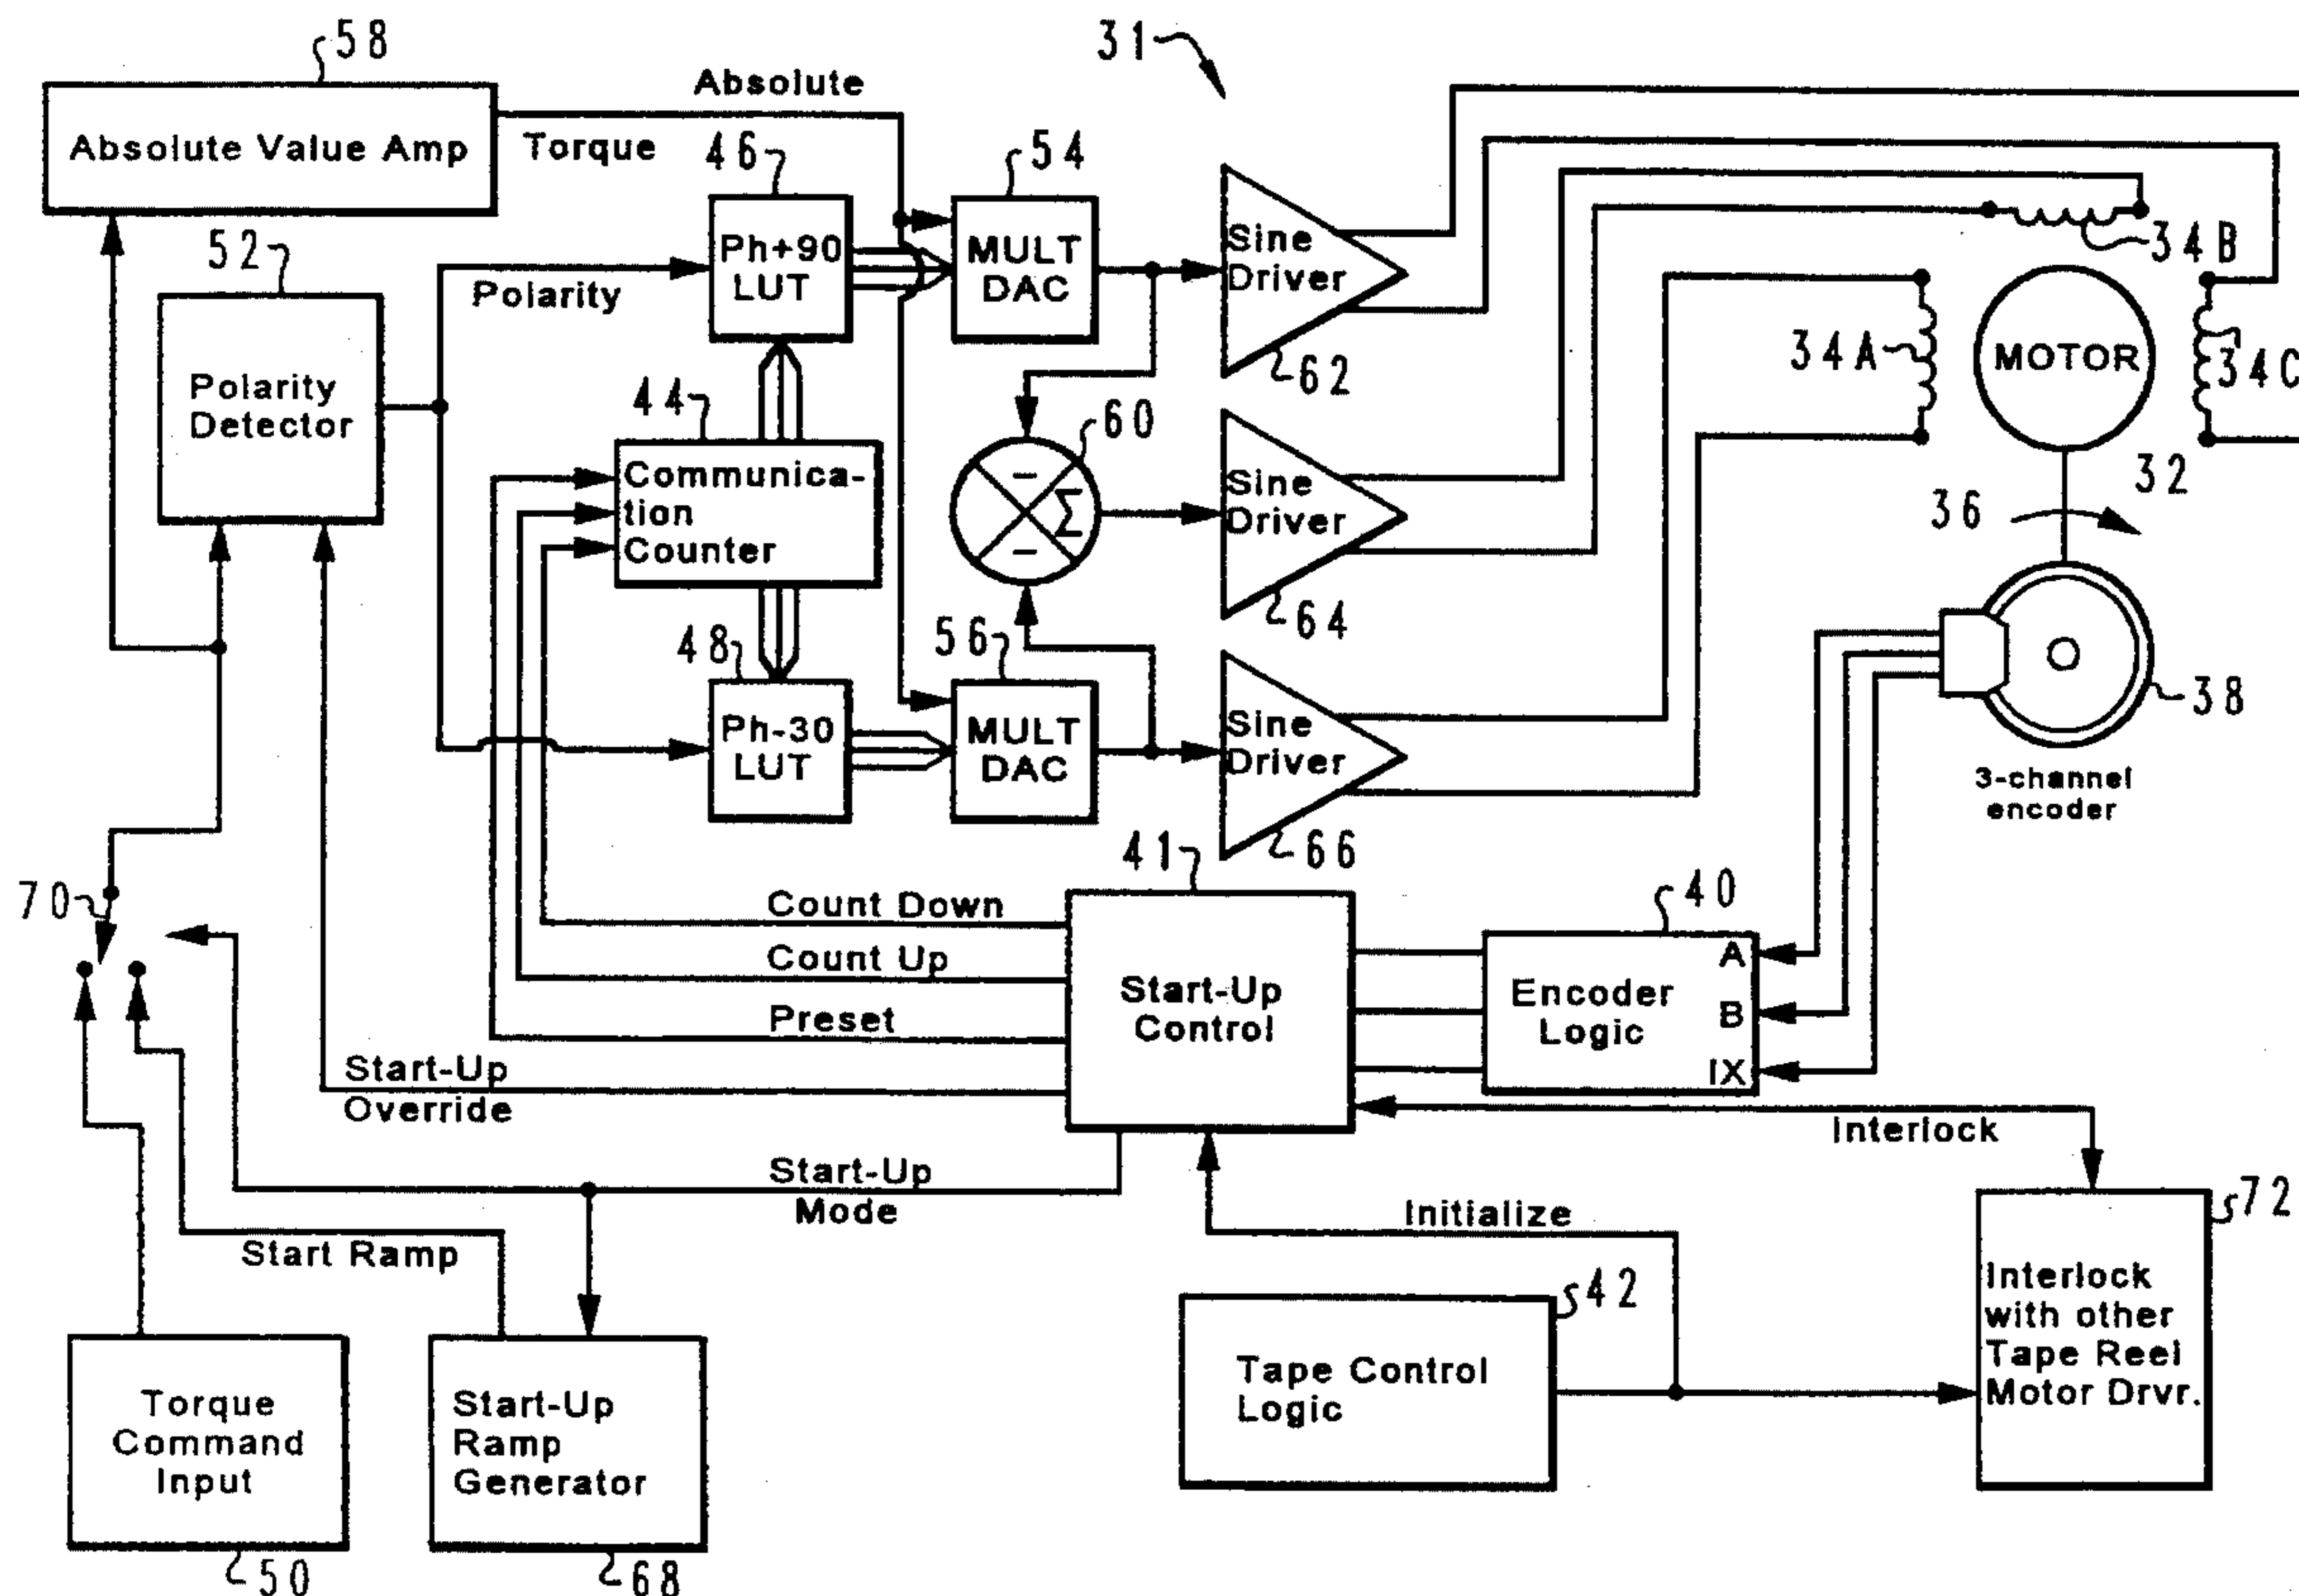 58
31
Absolute
Absolute Value Amp
Torque
46
54
52
Ph+90
LUT
MULT
DAC
Sine
Driver
34B
Polarity
62
34A
MOTOR
34C
Polarity
Detector
44
60
Communica-
tion
Counter
-
Σ
-
Sine
Driver
32
36
64
48
56
Ph-30
LUT
MULT
DAC
Sine
Driver
38
3-channel
encoder
66
41
40
70
Count Down
Count Up
Preset
Start-Up
Control
Encoder
Logic
A
B
IX
Start-Up
Override
Interlock
Start-Up
Mode
Initialize
72
Start Ramp
42
Interlock
with other
Tape Reel
Motor Drvr.
Tape Control
Logic
Torque
Command
Input
Start-Up
Ramp
Generator
50
68